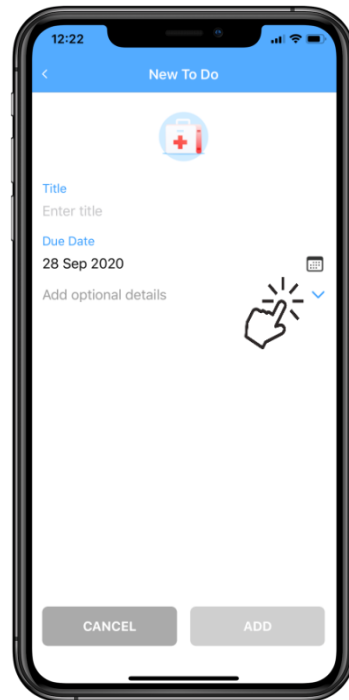 12:22
New To Do
Title
Enter title
Due Date
28 Sep 2020
Add optional details
CANCEL
ADD